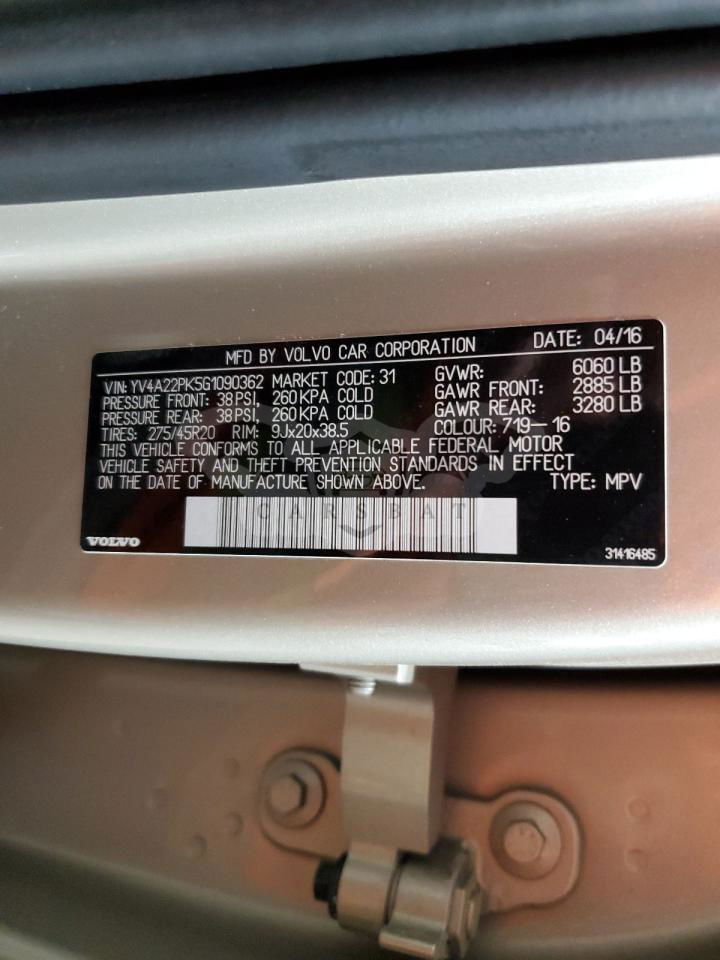 MFD BY VOLVO CAR CORPORATION DATE: 04/16
VIN: YV4A22PK5G1090362 MARKET CODE: 31 GVWR: 6060 LB
PRESSURE FRONT: 38 PSI, 260 KPA COLD GAWR FRONT: 2885 LB
PRESSURE REAR: 38 PSI, 260 KPA COLD GAWR REAR: 3280 LB
TIRES: 275/45R20 RIM: 9Jx20x38.5 COLOUR: 719-16
THIS VEHICLE CONFORMS TO ALL APPLICABLE FEDERAL MOTOR
VEHICLE SAFETY AND THEFT PREVENTION STANDARDS IN EFFECT
ON THE DATE OF MANUFACTURE SHOWN ABOVE. TYPE: MPV
CARSBAT
VOLVO 31416485